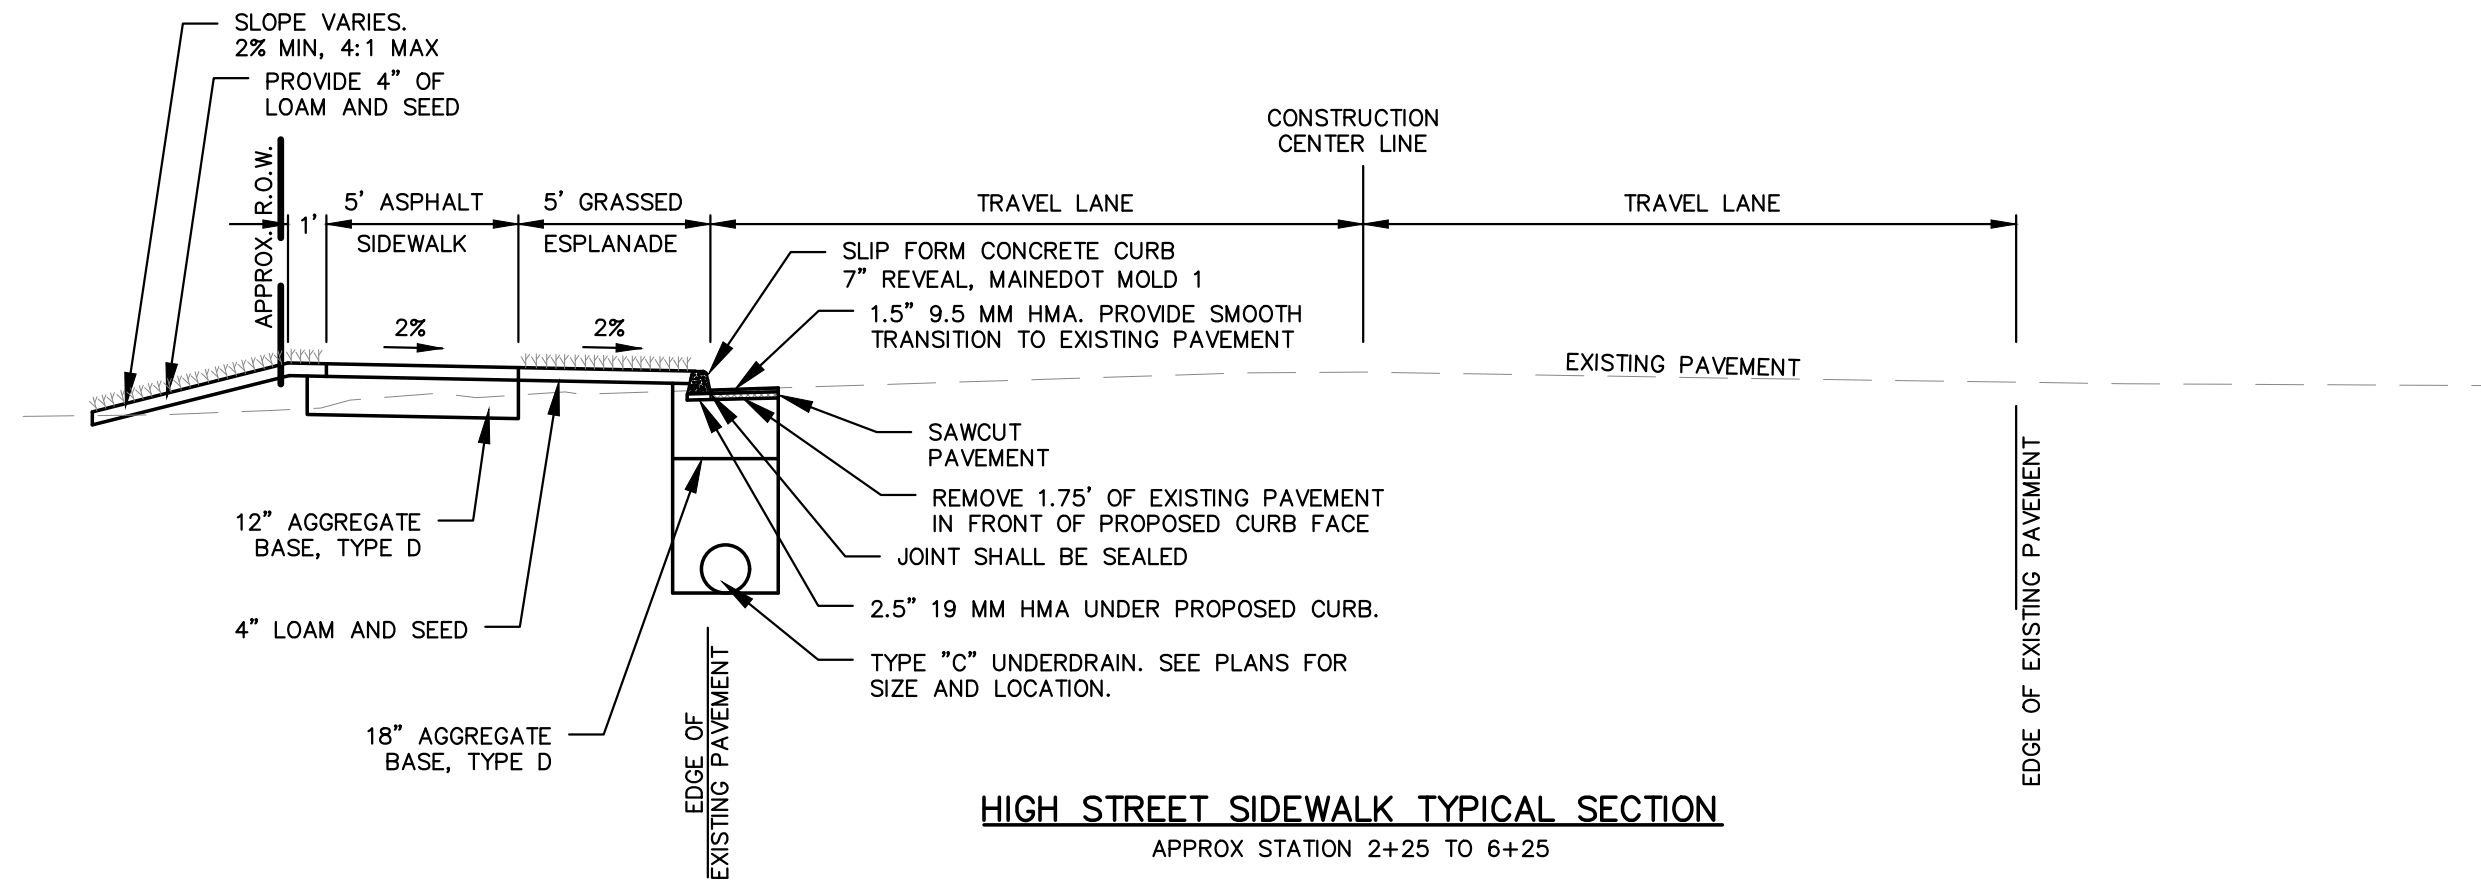 SLOPE VARIES.
2% MIN, 4:1 MAX
PROVIDE 4" OF
LOAM AND SEED
CONSTRUCTION
CENTER LINE
APPROX. R.O.W.
1'
5' ASPHALT
SIDEWALK
5' GRASSED
ESPLANADE
TRAVEL LANE
TRAVEL LANE
SLIP FORM CONCRETE CURB
7" REVEAL, MAINEDOT MOLD 1
1.5" 9.5 MM HMA. PROVIDE SMOOTH
TRANSITION TO EXISTING PAVEMENT
2%
2%
EXISTING PAVEMENT
SAWCUT
PAVEMENT
REMOVE 1.75' OF EXISTING PAVEMENT
IN FRONT OF PROPOSED CURB FACE
12" AGGREGATE
BASE, TYPE D
JOINT SHALL BE SEALED
2.5" 19 MM HMA UNDER PROPOSED CURB.
4" LOAM AND SEED
TYPE "C" UNDERDRAIN. SEE PLANS FOR
SIZE AND LOCATION.
18" AGGREGATE
BASE, TYPE D
EDGE OF
EXISTING PAVEMENT
EDGE OF EXISTING PAVEMENT
HIGH STREET SIDEWALK TYPICAL SECTION
APPROX STATION 2+25 TO 6+25